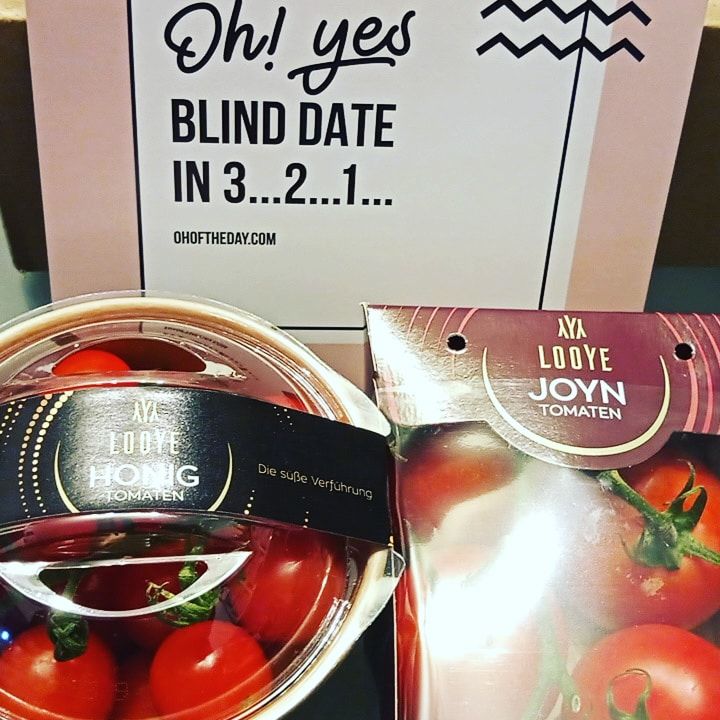 Oh! yes
BLIND DATE
IN 3...2...1...
OHOFTHEDAY.COM
LOOYE
HONIG
TOMATEN
Die süße Verführung
LOOYE
JOYN
TOMATEN